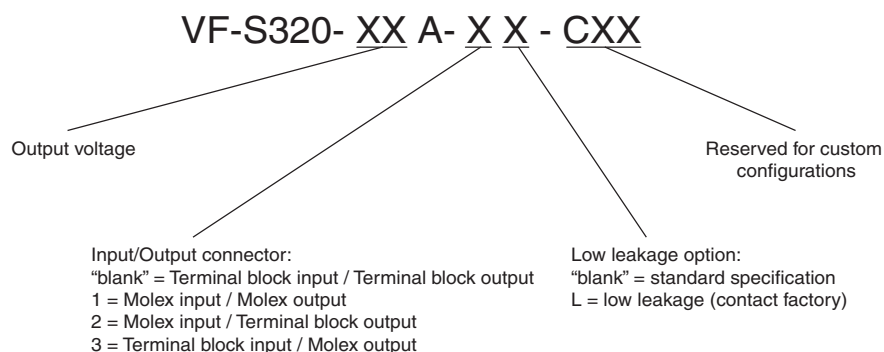 VF-S320- XX A- X X - CXX
Output voltage
Reserved for custom
configurations
Input/Output connector:
“blank” = Terminal block input / Terminal block output
1 = Molex input / Molex output
2 = Molex input / Terminal block output
3 = Terminal block input / Molex output
Low leakage option:
“blank” = standard specification
L = low leakage (contact factory)